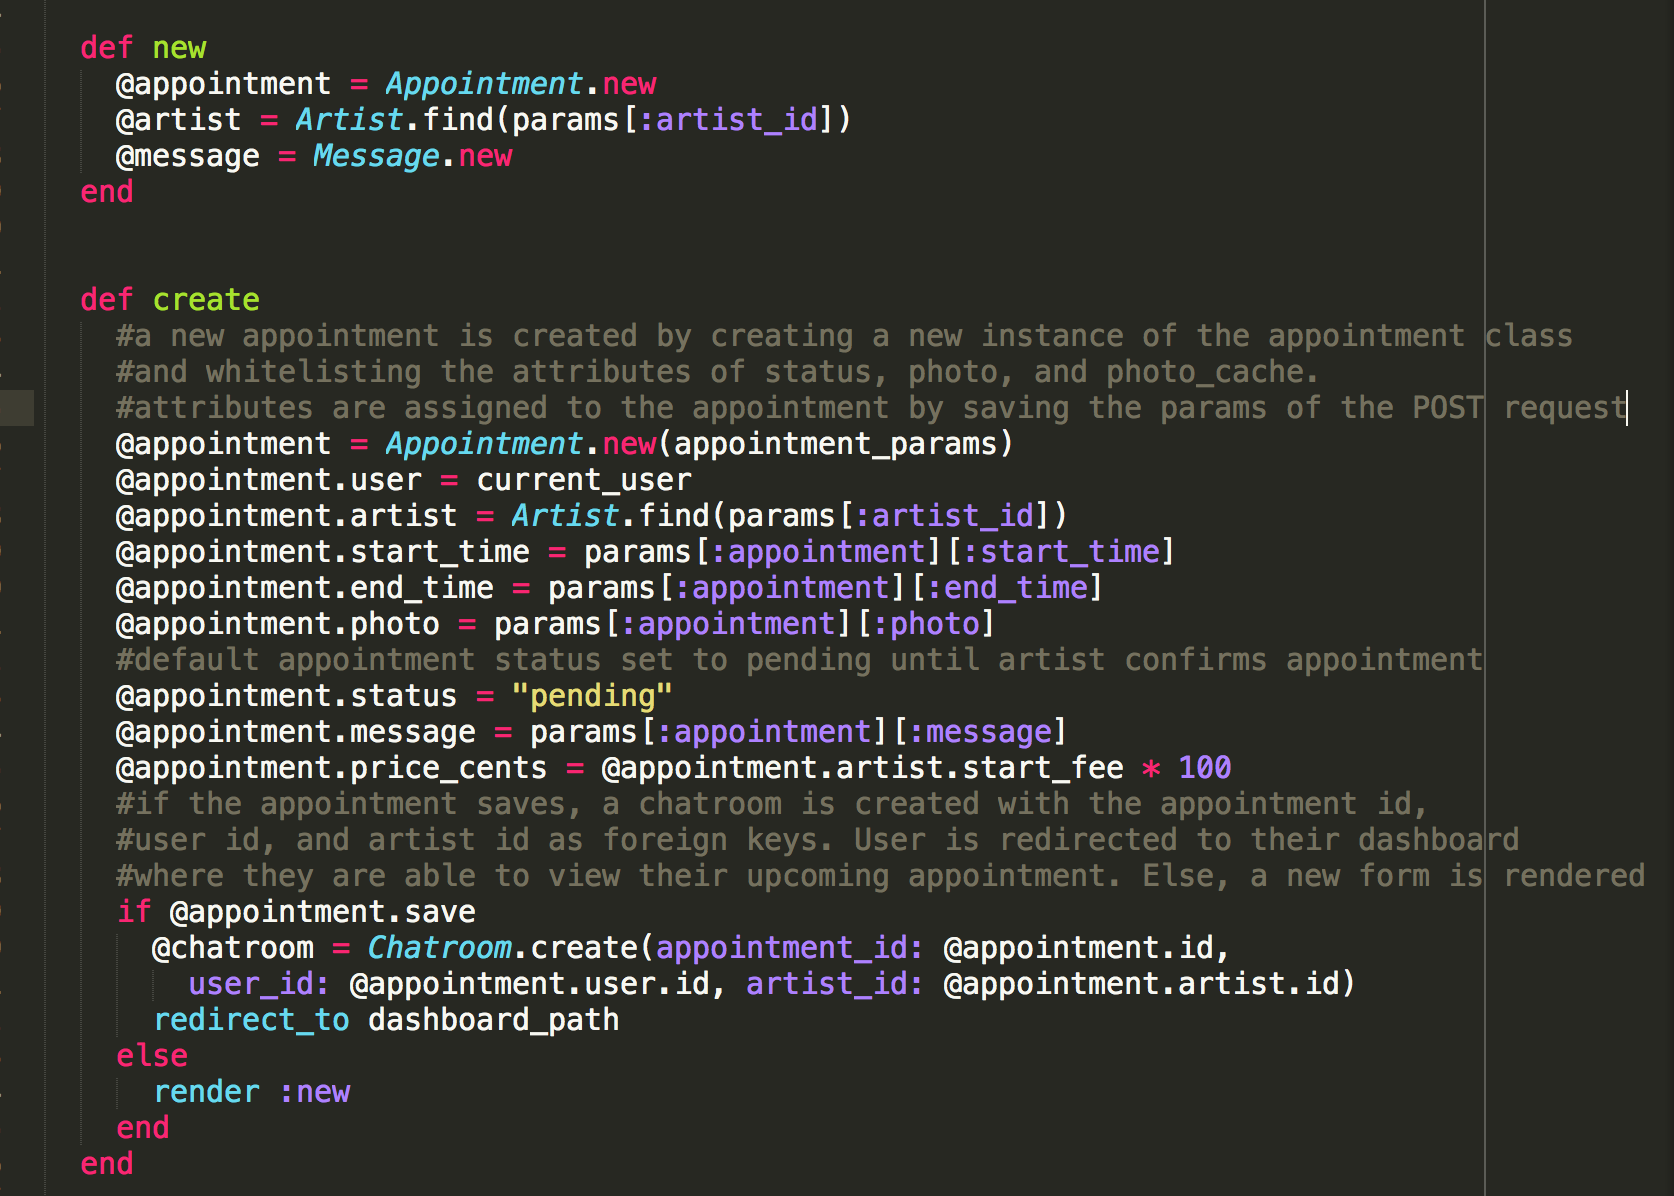 def new
@appointment = Appointment.new
@artist = Artist.find(params[:artist_id])
@message = Message.new
end
def create
#a new appointment is created by creating a new instance of the appointment class
#and whitelisting the attributes of status, photo, and photo_cache.
#attributes are assigned to the appointment by saving the params of the POST request
@appointment = Appointment.new(appointment_params)
@appointment.user = current_user
@appointment.artist = Artist.find(params[:artist_id])
@appointment.start_time = params[:appointment][:start_time]
@appointment.end_time = params[:appointment][:end_time]
@appointment.photo = params[:appointment][:photo]
#default appointment status set to pending until artist confirms appointment
@appointment.status = "pending"
@appointment.message = params[:appointment][:message]
@appointment.price_cents = @appointment.artist.start_fee * 100
#if the appointment saves, a chatroom is created with the appointment id,
#user id, and artist id as foreign keys. User is redirected to their dashboard
#where they are able to view their upcoming appointment. Else, a new form is rendered
if @appointment.save
@chatroom = Chatroom.create(appointment_id: @appointment.id,
user_id: @appointment.user.id, artist_id: @appointment.artist.id)
redirect_to dashboard_path
else
render :new
end
end